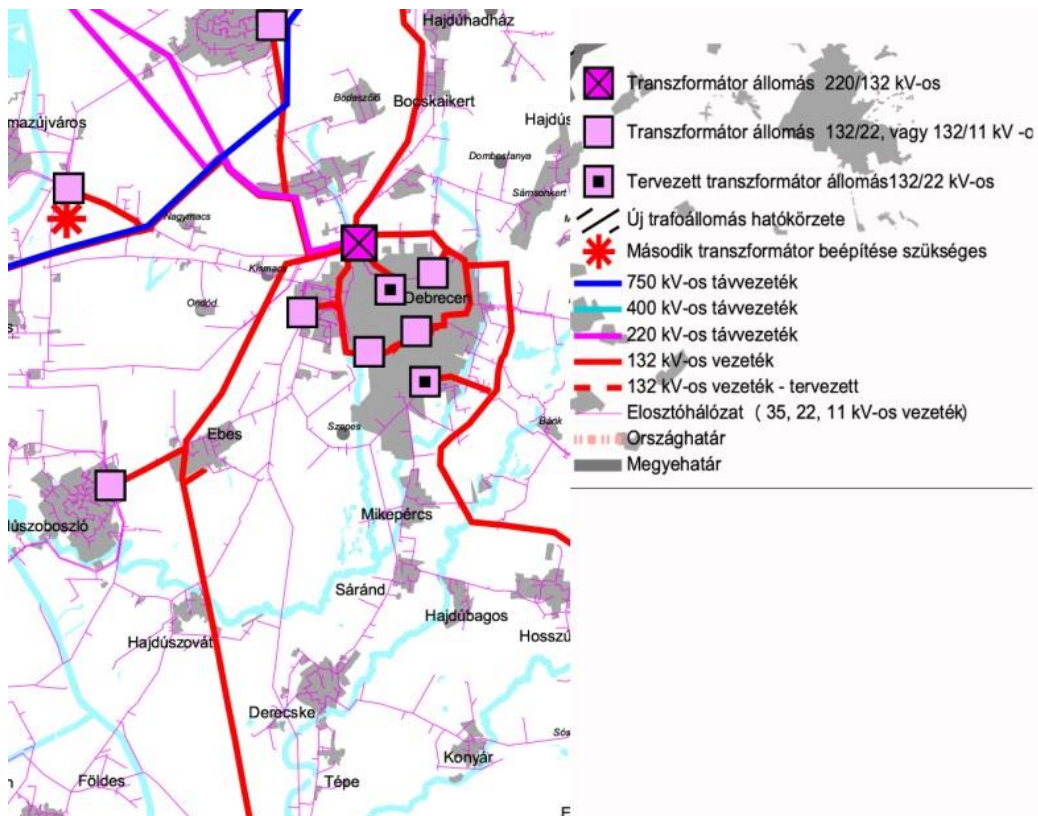 Hajdúhadház
Bodaszőlő
Bocskaikert
mazújváros
Hajdús
Dombostanya
Sámsonkert
Nagymacs
Kismacs
Ondód
Debrecen
Szepes
Bánk
Ebes
Mikepércs
dúszoboszló
Sáránd
Hajdúbagos
Hajdúszovát
Hosszú
Derecske
Sós
Konyár
Földes
Tépe
Transzformátor állomás 220/132 kV-os
Transzformátor állomás 132/22, vagy 132/11 kV -o
Tervezett transzformátor állomás132/22 kV-os
Új trafoállomás hatókörzete
Második transzformátor beépítése szükséges
750 kV-os távvezeték
400 kV-os távvezeték
220 kV-os távvezeték
132 kV-os vezeték
132 kV-os vezeték - tervezett
Elosztóhálózat ( 35, 22, 11 kV-os vezeték)
Országhatár
Megyehatár